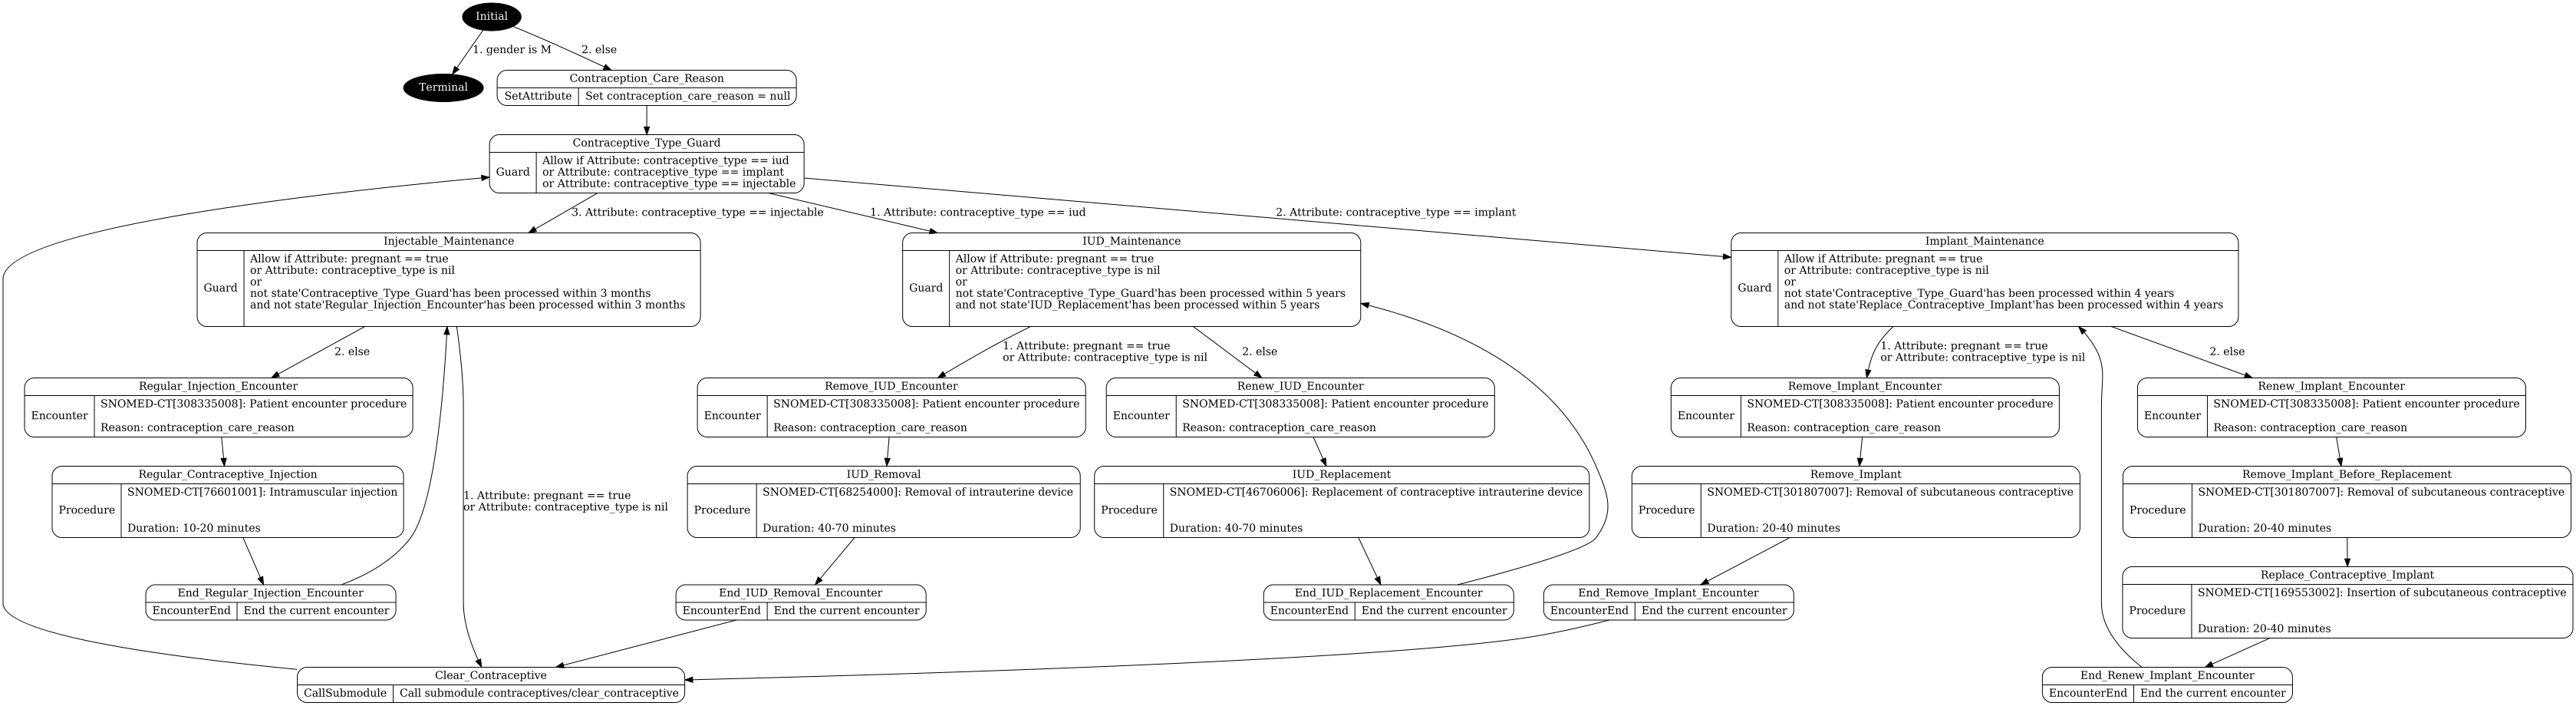 Initial
1. gender is M
2. else
Terminal
Contraception_Care_Reason
SetAttribute
Set contraception_care_reason = null
Contraceptive_Type_Guard
Guard
Allow if Attribute: contraceptive_type == iud
or Attribute: contraceptive_type == implant
or Attribute: contraceptive_type == injectable
3. Attribute: contraceptive_type == injectable
1. Attribute: contraceptive_type == iud
2. Attribute: contraceptive_type == implant
Injectable_Maintenance
Guard
Allow if Attribute: pregnant == true
or Attribute: contraceptive_type is nil
or
not state'Contraceptive_Type_Guard'has been processed within 3 months
and not state'Regular_Injection_Encounter'has been processed within 3 months
IUD_Maintenance
Guard
Allow if Attribute: pregnant == true
or Attribute: contraceptive_type is nil
or
not state'Contraceptive_Type_Guard'has been processed within 5 years
and not state'IUD_Replacement'has been processed within 5 years
Implant_Maintenance
Guard
Allow if Attribute: pregnant == true
or Attribute: contraceptive_type is nil
or
not state'Contraceptive_Type_Guard'has been processed within 4 years
and not state'Replace_Contraceptive_Implant'has been processed within 4 years
2. else
1. Attribute: pregnant == true
or Attribute: contraceptive_type is nil
2. else
1. Attribute: pregnant == true
or Attribute: contraceptive_type is nil
2. else
Regular_Injection_Encounter
Encounter
SNOMED-CT[308335008]: Patient encounter procedure
Reason: contraception_care_reason
Remove_IUD_Encounter
Encounter
SNOMED-CT[308335008]: Patient encounter procedure
Reason: contraception_care_reason
Renew_IUD_Encounter
Encounter
SNOMED-CT[308335008]: Patient encounter procedure
Reason: contraception_care_reason
Remove_Implant_Encounter
Encounter
SNOMED-CT[308335008]: Patient encounter procedure
Reason: contraception_care_reason
Renew_Implant_Encounter
Encounter
SNOMED-CT[308335008]: Patient encounter procedure
Reason: contraception_care_reason
Regular_Contraceptive_Injection
Procedure
SNOMED-CT[76601001]: Intramuscular injection
Duration: 10-20 minutes
1. Attribute: pregnant == true
or Attribute: contraceptive_type is nil
IUD_Removal
Procedure
SNOMED-CT[68254000]: Removal of intrauterine device
Duration: 40-70 minutes
IUD_Replacement
Procedure
SNOMED-CT[46706006]: Replacement of contraceptive intrauterine device
Duration: 40-70 minutes
Remove_Implant
Procedure
SNOMED-CT[301807007]: Removal of subcutaneous contraceptive
Duration: 20-40 minutes
Remove_Implant_Before_Replacement
Procedure
SNOMED-CT[301807007]: Removal of subcutaneous contraceptive
Duration: 20-40 minutes
End_Regular_Injection_Encounter
EncounterEnd
End the current encounter
End_IUD_Removal_Encounter
EncounterEnd
End the current encounter
End_IUD_Replacement_Encounter
EncounterEnd
End the current encounter
End_Remove_Implant_Encounter
EncounterEnd
End the current encounter
Replace_Contraceptive_Implant
Procedure
SNOMED-CT[169553002]: Insertion of subcutaneous contraceptive
Duration: 20-40 minutes
Clear_Contraceptive
CallSubmodule
Call submodule contraceptives/clear_contraceptive
End_Renew_Implant_Encounter
EncounterEnd
End the current encounter